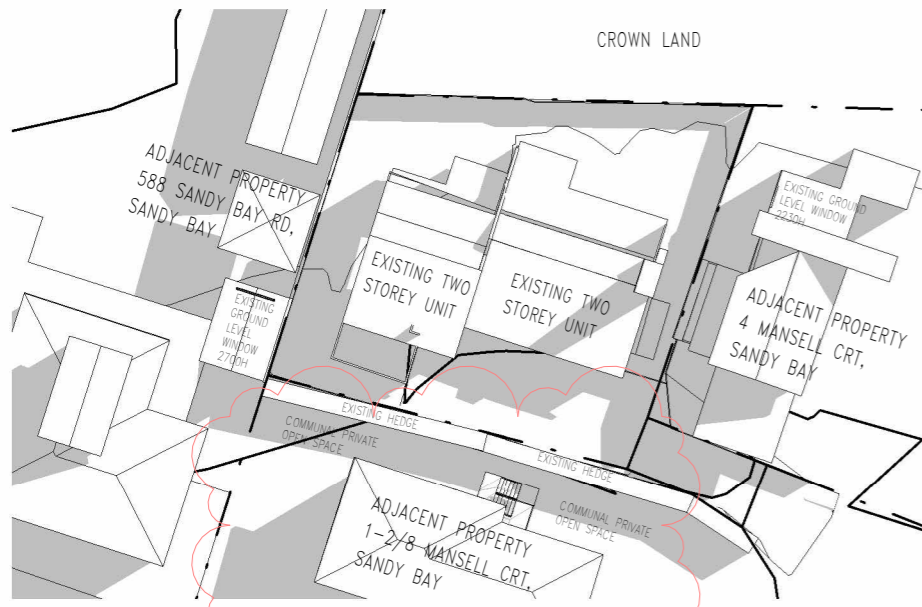 CROWN LAND
ADJACENT PROPERTY
588 SANDY BAY RD,
SANDY BAY
EXISTING GROUND
LEVEL WINDOW
2230H
EXISTING TWO
STOREY UNIT
EXISTING TWO
STOREY UNIT
ADJACENT PROPERTY
4 MANSELL CRT,
SANDY BAY
EXISTING
GROUND
LEVEL
WINDOW
2700H
EXISTING HEDGE
COMMUNAL PRIVATE
OPEN SPACE
EXISTING HEDGE
COMMUNAL PRIVATE
OPEN SPACE
ADJACENT PROPERTY
1-2/8 MANSELL CRT,
SANDY BAY